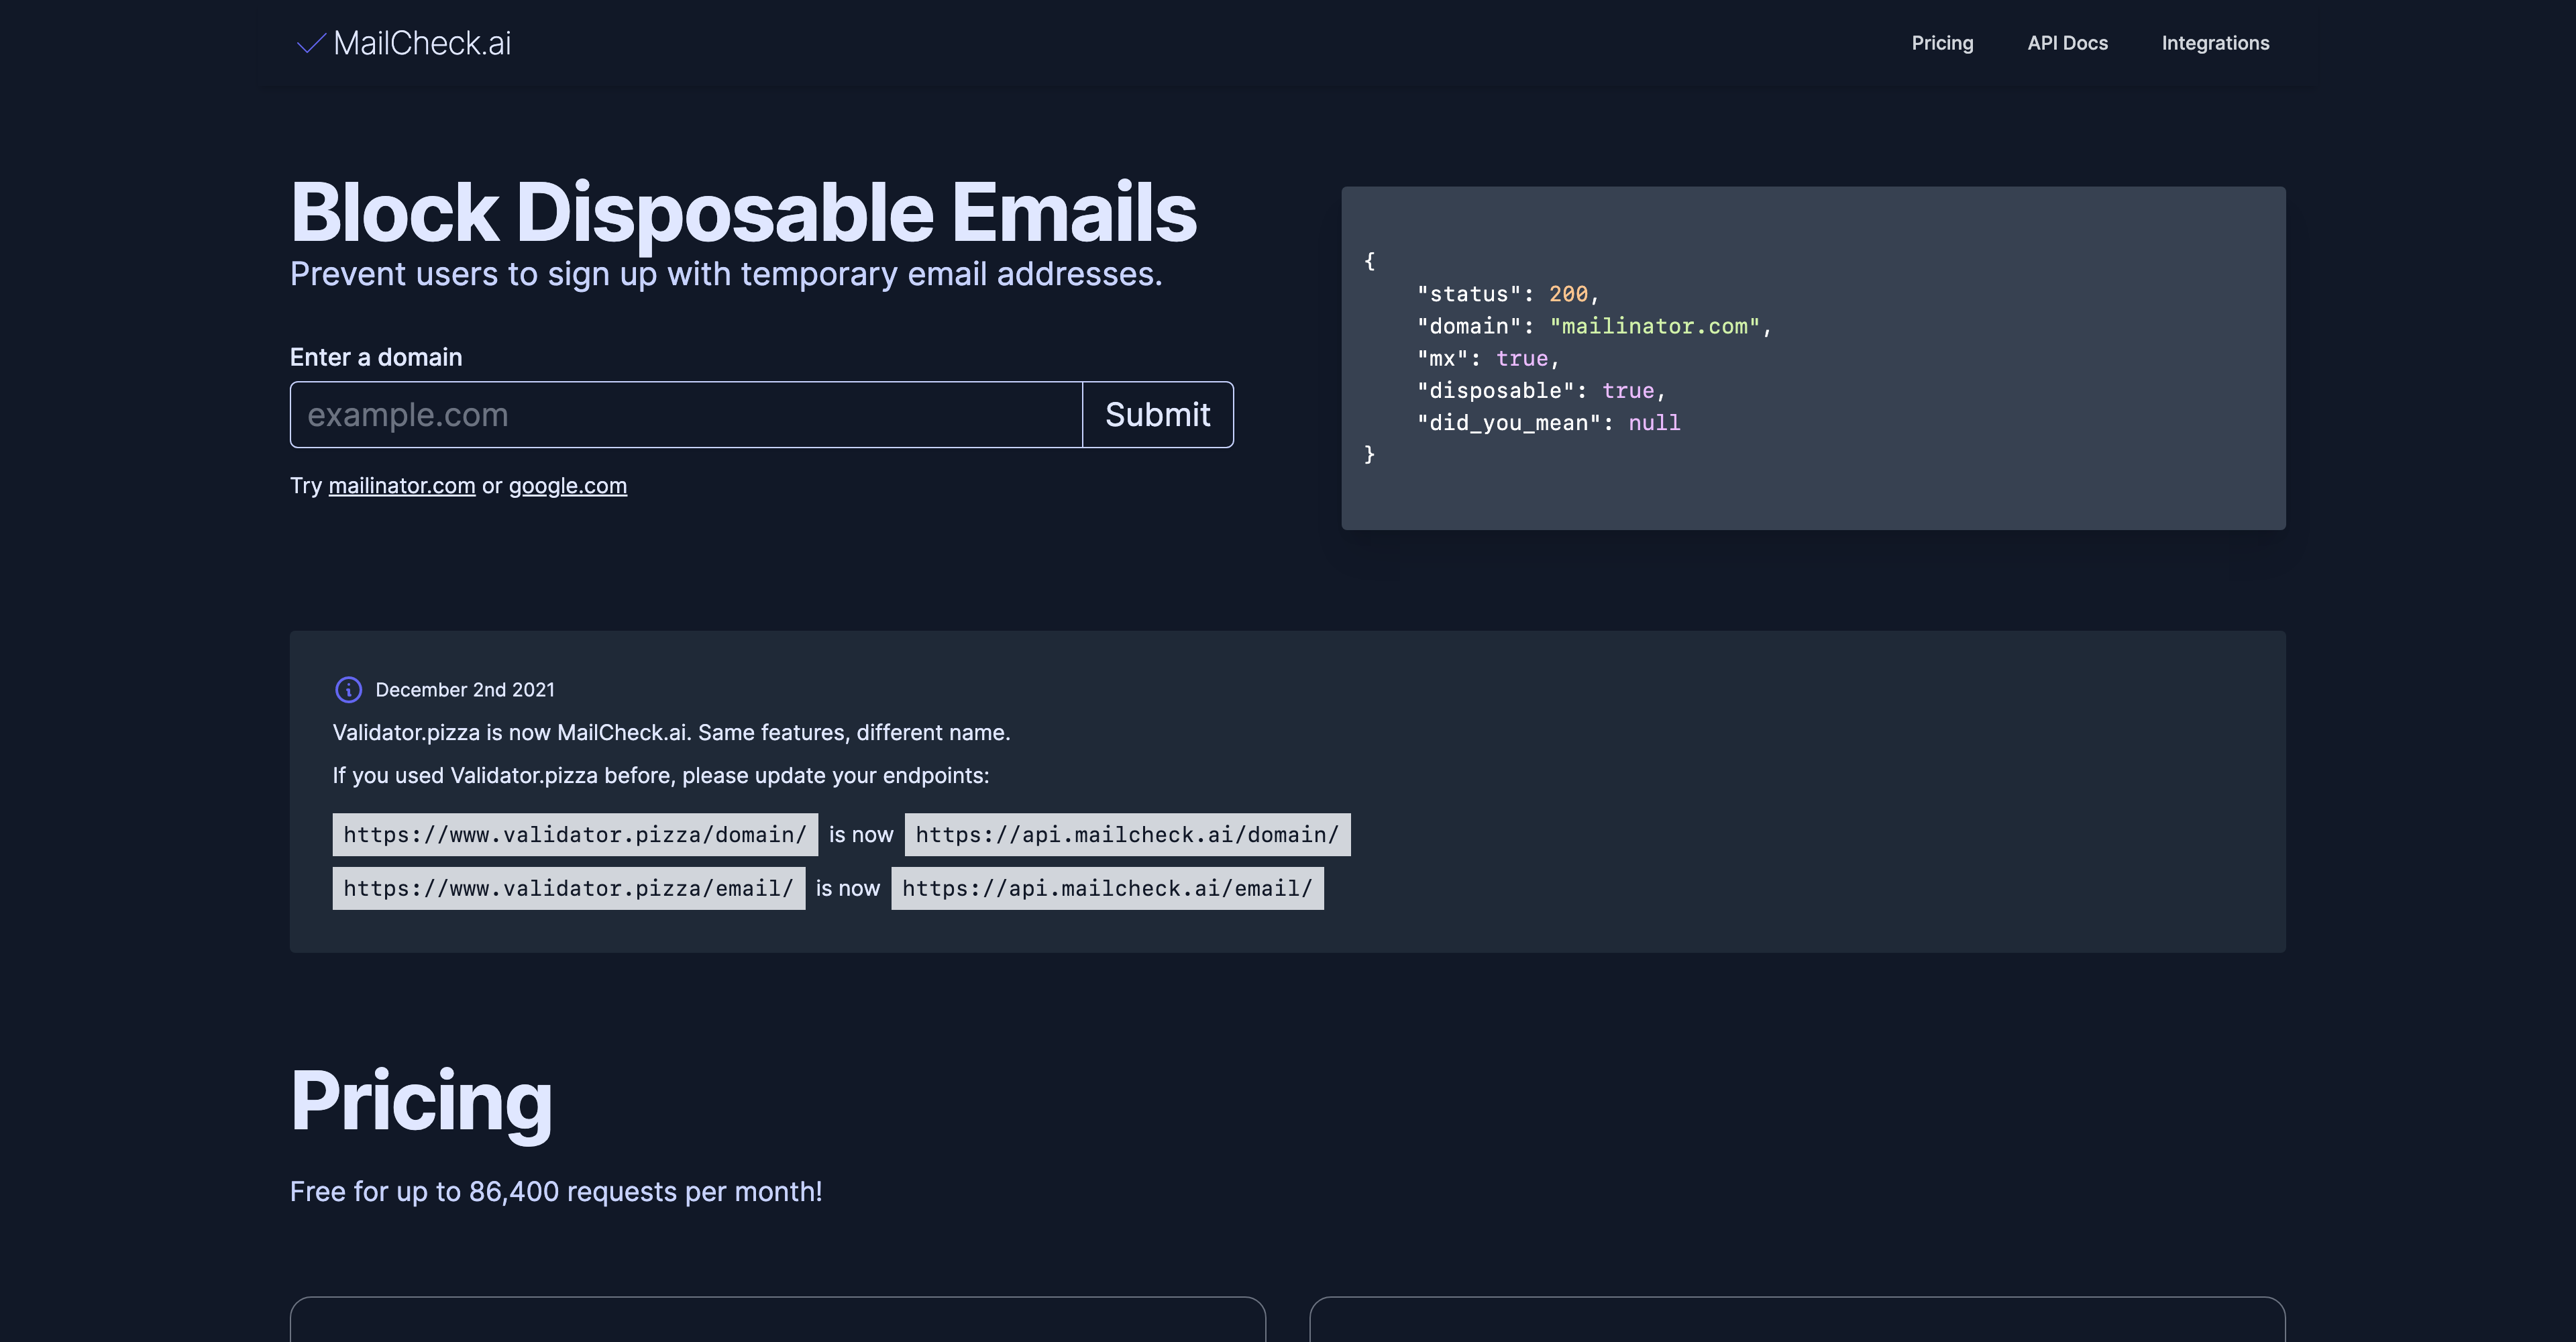 MailCheck.ai
Pricing
API Docs
Integrations
Block Disposable Emails
Prevent users to sign up with temporary email addresses.
Enter a domain
example.com
Submit
Try mailinator.com or google.com
{
"status": 200,
"domain": "mailinator.com",
"mx": true,
"disposable": true,
"did_you_mean": null
}
December 2nd 2021
Validator.pizza is now MailCheck.ai. Same features, different name.
If you used Validator.pizza before, please update your endpoints:
https://www.validator.pizza/domain/ is now https://api.mailcheck.ai/domain/
https://www.validator.pizza/email/ is now https://api.mailcheck.ai/email/
Pricing
Free for up to 86,400 requests per month!